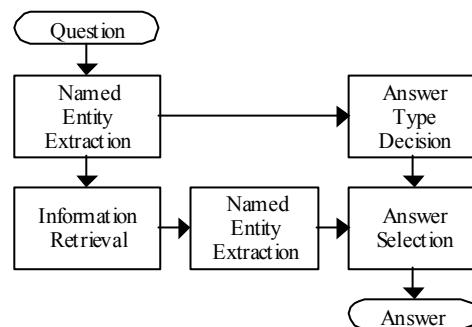 Question
Named
Entity
Extraction
Answer
Type
Decision
Information
Retrieval
Named
Entity
Extraction
Answer
Selection
Answer